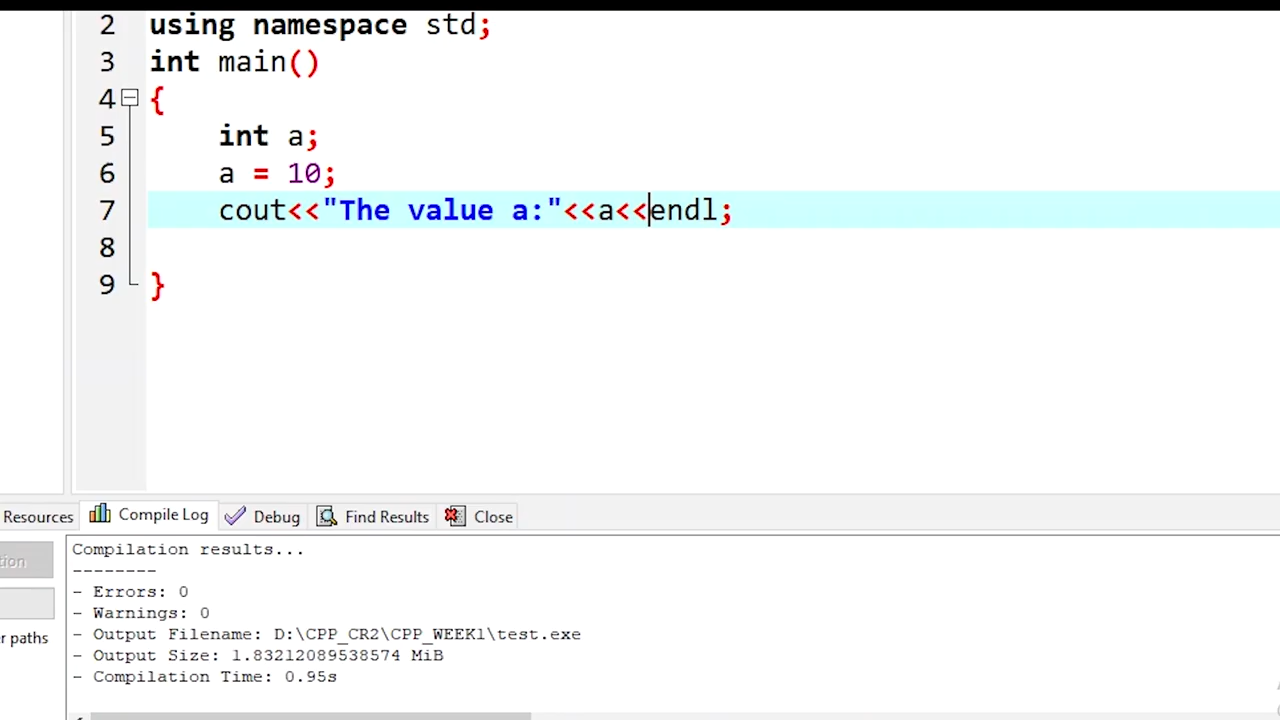 2 using namespace std;
3 int main()
4 {
5 int a;
6 a = 10;
7 cout<<"The value a:"<<a<<endl;
8
9 }
Resources Compile Log Debug Find Results Close
tion
r paths
Compilation results...
--------
- Errors: 0
- Warnings: 0
- Output Filename: D:\CPP_CR2\CPP_WEEK1\test.exe
- Output Size: 1.83212089538574 MiB
- Compilation Time: 0.95s